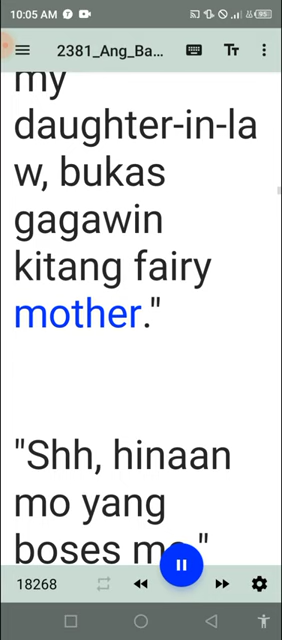 10:05 AM
95
2381_Ang_Ba...
my
daughter-in-la
w, bukas
gagawin
kitang fairy
mother."
"Shh, hinaan
mo yang
boses mo."
18268